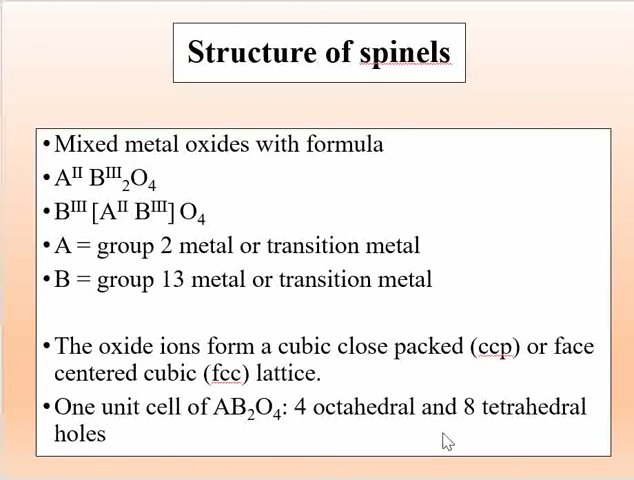 Structure of spinels
•Mixed metal oxides with formula
•Aᴵᴵ Bᴵᴵᴵ₂O₄
•Bᴵᴵᴵ [Aᴵᴵ Bᴵᴵᴵ] O₄
•A = group 2 metal or transition metal
•B = group 13 metal or transition metal
•The oxide ions form a cubic close packed (ccp) or face
centered cubic (fcc) lattice.
•One unit cell of AB₂O₄: 4 octahedral and 8 tetrahedral
holes